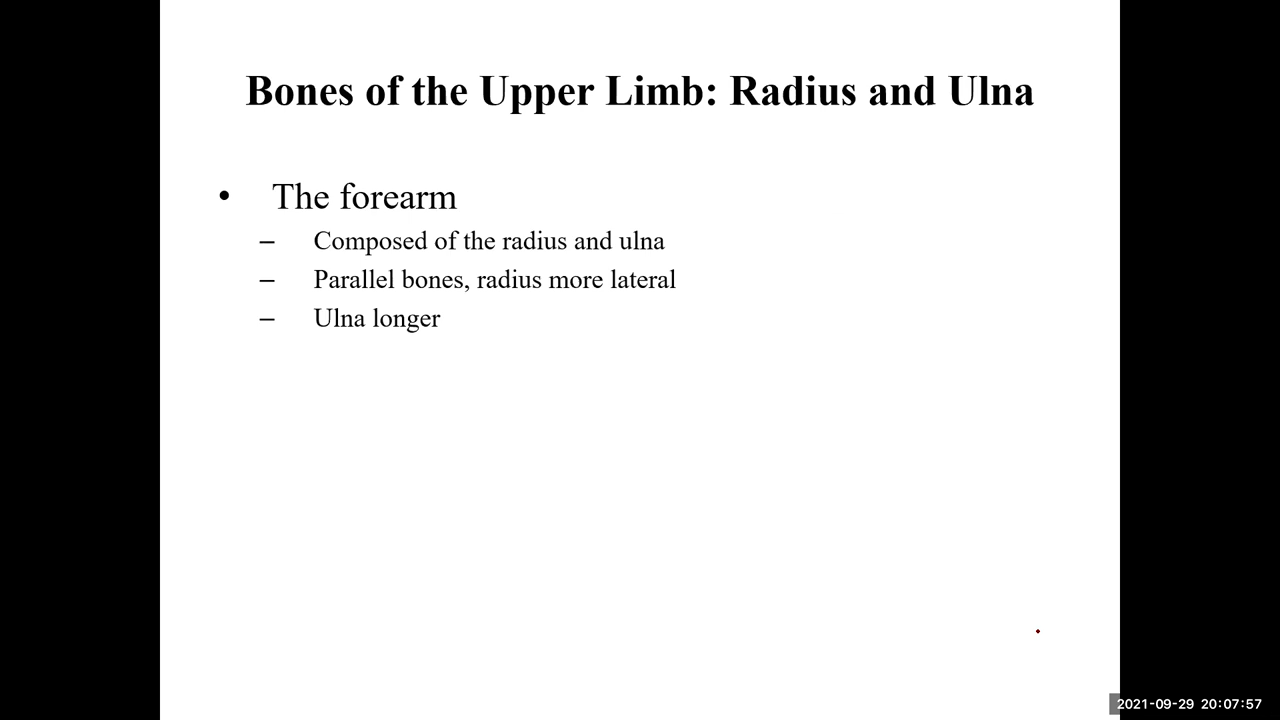 Bones of the Upper Limb: Radius and Ulna
• The forearm
– Composed of the radius and ulna
– Parallel bones, radius more lateral
– Ulna longer
2021-09-29 20:07:57